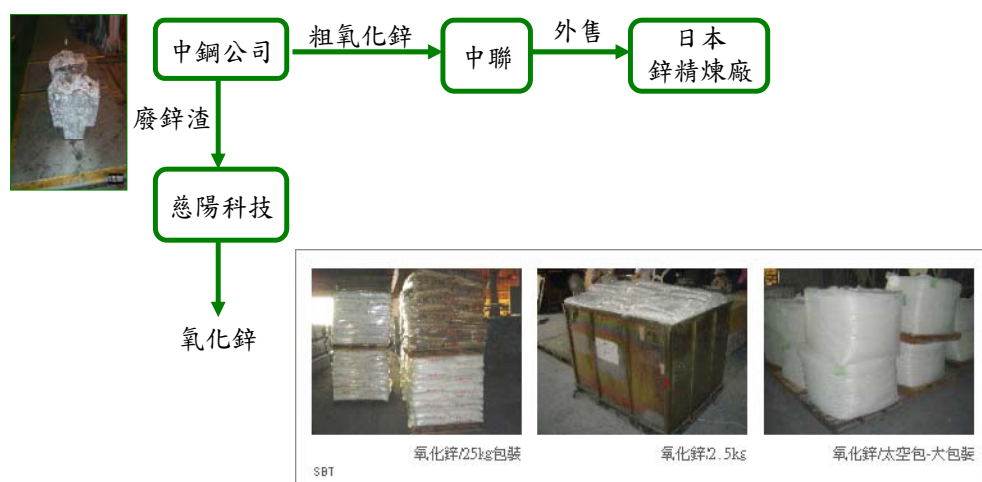 中鋼公司
粗氧化鋅
中聯
外售
日本
鋅精煉廠
廢鋅渣
慈陽科技
氧化鋅
氧化鋅/25kg包裝
氧化鋅/2.5kg
氧化鋅/太空包-大包裝
SBT